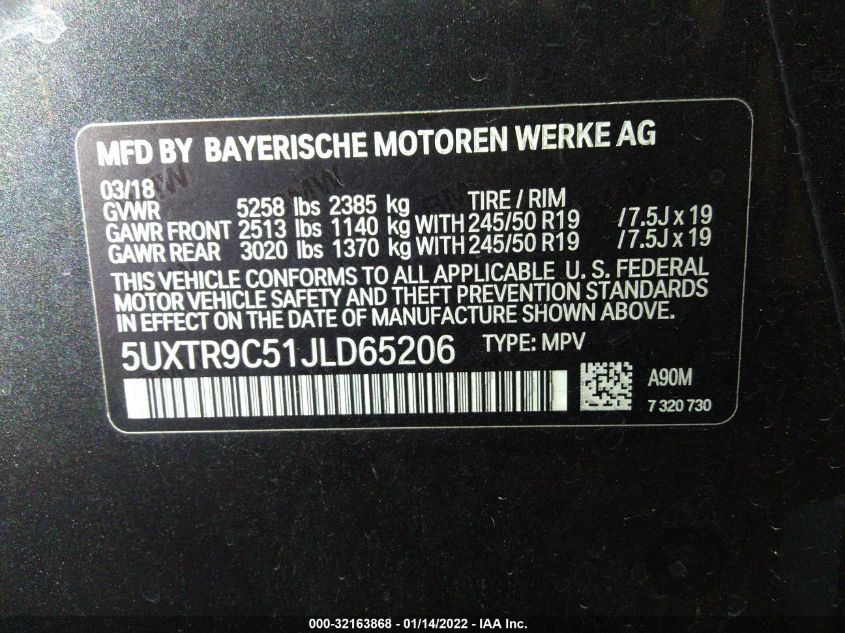 MFD BY BAYERISCHE MOTOREN WERKE AG
03/18 TIRE / RIM
GVWR 5258 lbs 2385 kg
GAWR FRONT 2513 lbs 1140 kg WITH 245/50 R19 /7.5J x 19
GAWR REAR 3020 lbs 1370 kg WITH 245/50 R19 /7.5J x 19
THIS VEHICLE CONFORMS TO ALL APPLICABLE U. S. FEDERAL
MOTOR VEHICLE SAFETY AND THEFT PREVENTION STANDARDS
IN EFFECT ON THE DATE OF MANUFACTURE SHOWN ABOVE.
5UXTR9C51JLD65206 TYPE: MPV
A90M
7 320 730
000-32163868 - 01/14/2022 - IAA Inc.